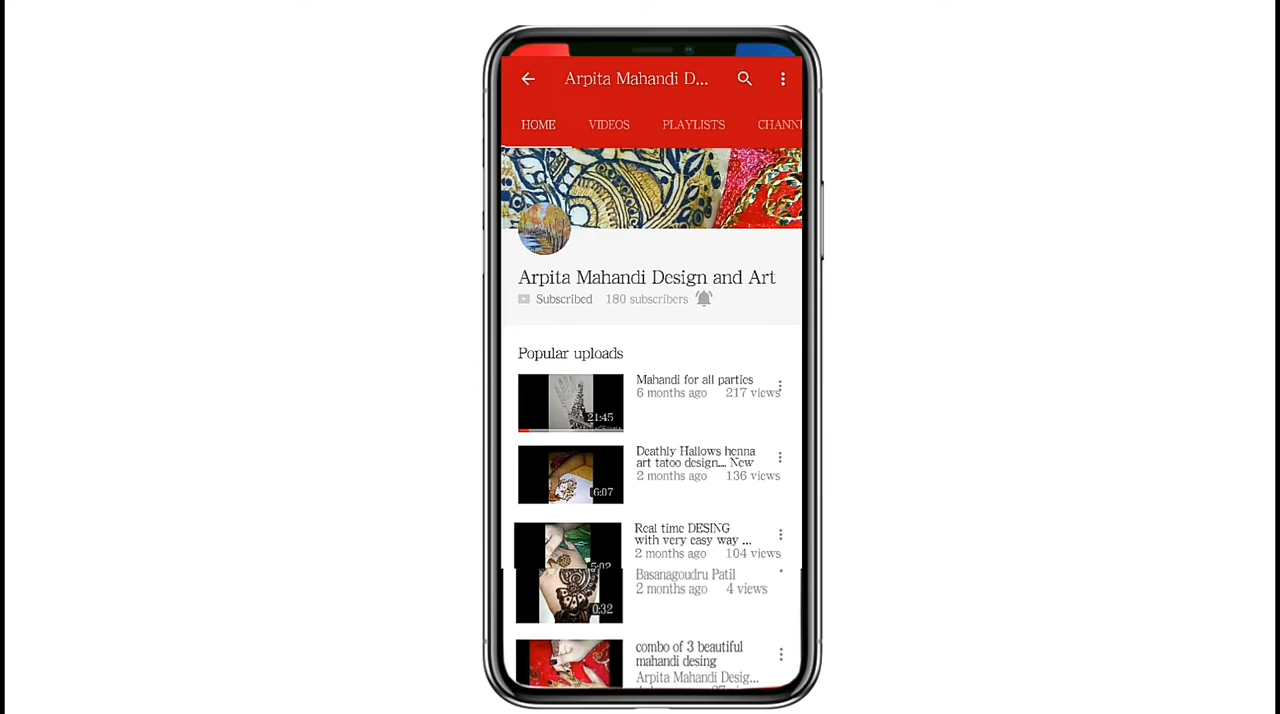 Arpita Mahandi D...
HOME VIDEOS PLAYLISTS CHANNE
Arpita Mahandi Design and Art
Subscribed 180 subscribers
Popular uploads
Mahandi for all parties
6 months ago 217 views
21:45
Deathly Hallows henna
art tatoo design.... New
2 months ago 136 views
6:07
Real time DESING
with very easy way ...
2 months ago 104 views
5:02
Basanagoudru Patil
2 months ago 4 views
0:32
combo of 3 beautiful
mahandi desing
Arpita Mahandi Desig...